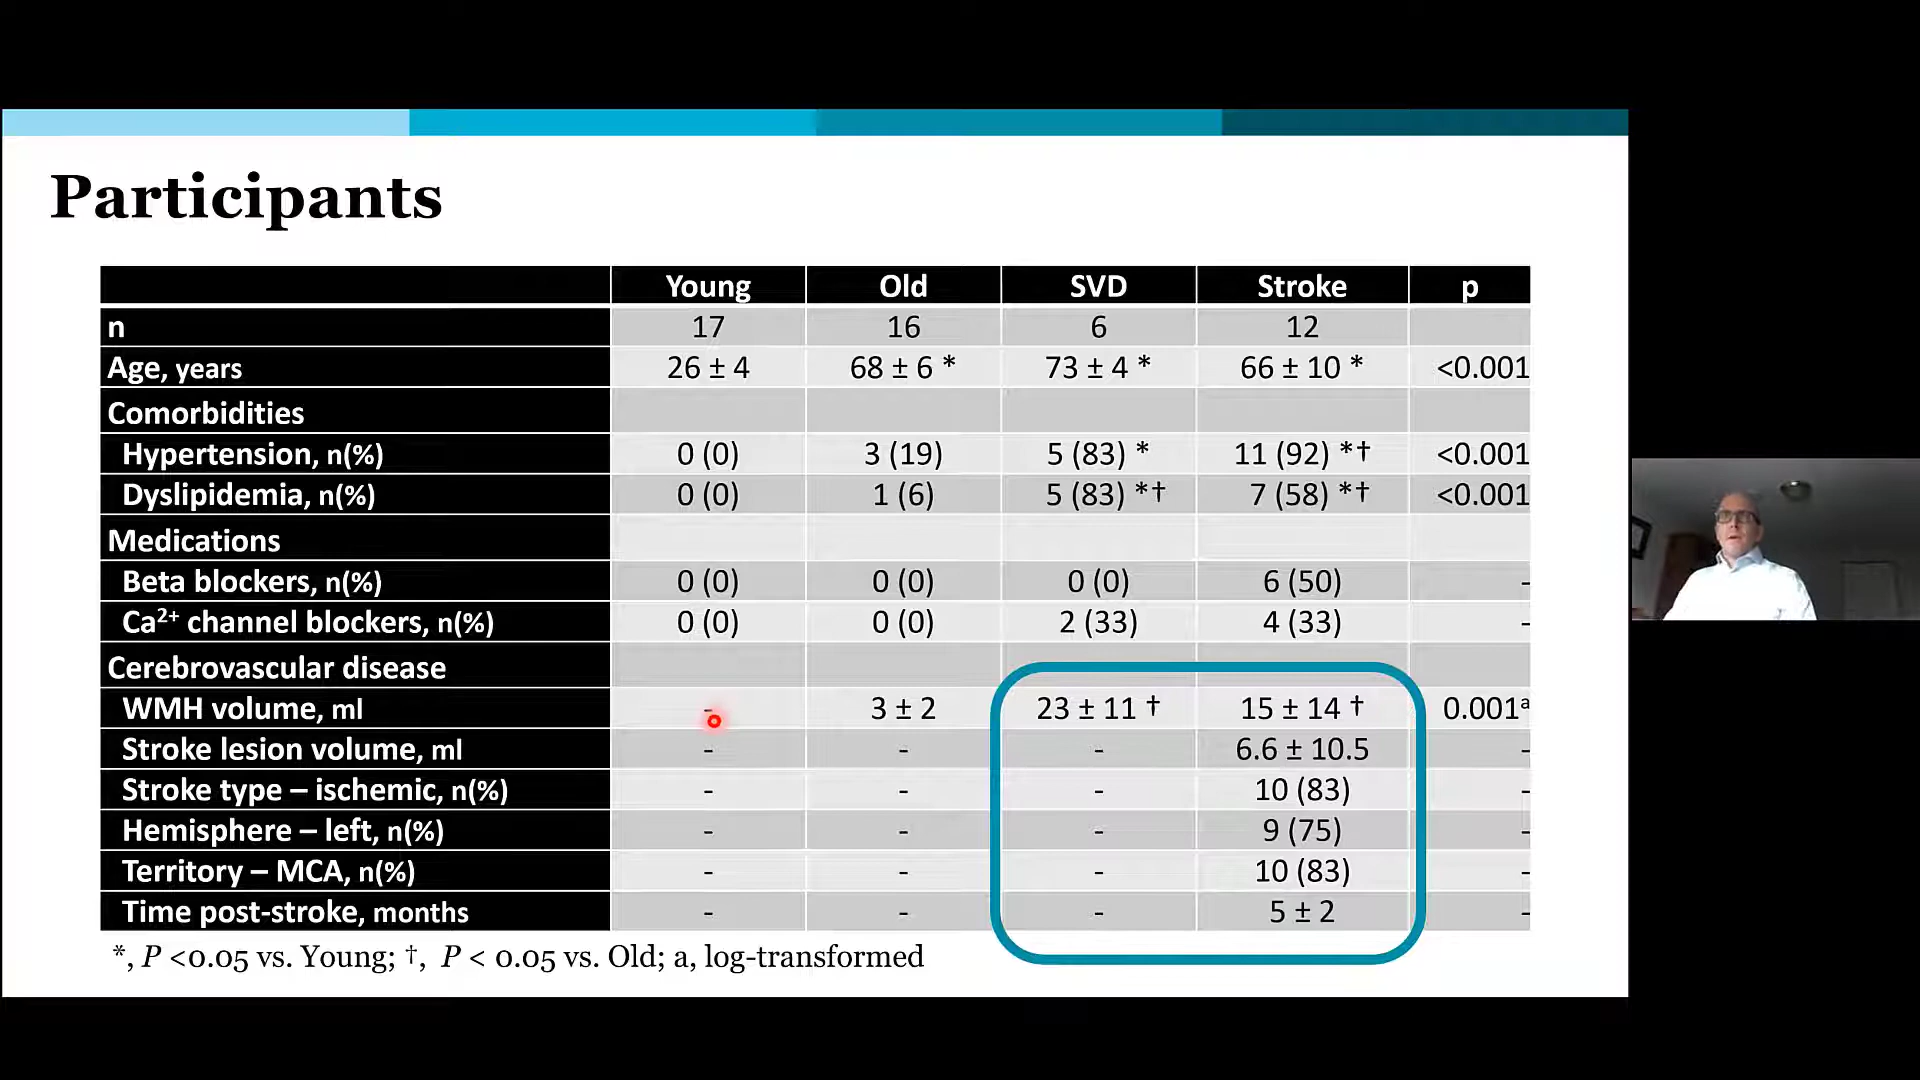 Participants
Young Old SVD Stroke p
n 17 16 6 12
Age, years 26 ± 4 68 ± 6 * 73 ± 4 * 66 ± 10 * <0.001
Comorbidities
Hypertension, n(%) 0 (0) 3 (19) 5 (83) * 11 (92) *† <0.001
Dyslipidemia, n(%) 0 (0) 1 (6) 5 (83) *† 7 (58) *† <0.001
Medications
Beta blockers, n(%) 0 (0) 0 (0) 0 (0) 6 (50) -
Ca²⁺ channel blockers, n(%) 0 (0) 0 (0) 2 (33) 4 (33) -
Cerebrovascular disease
WMH volume, ml - 3 ± 2 23 ± 11 † 15 ± 14 † 0.001ᵃ
Stroke lesion volume, ml - - - 6.6 ± 10.5 -
Stroke type – ischemic, n(%) - - - 10 (83) -
Hemisphere – left, n(%) - - - 9 (75) -
Territory – MCA, n(%) - - - 10 (83) -
Time post-stroke, months - - - 5 ± 2 -
*, P <0.05 vs. Young; †, P < 0.05 vs. Old; a, log-transformed